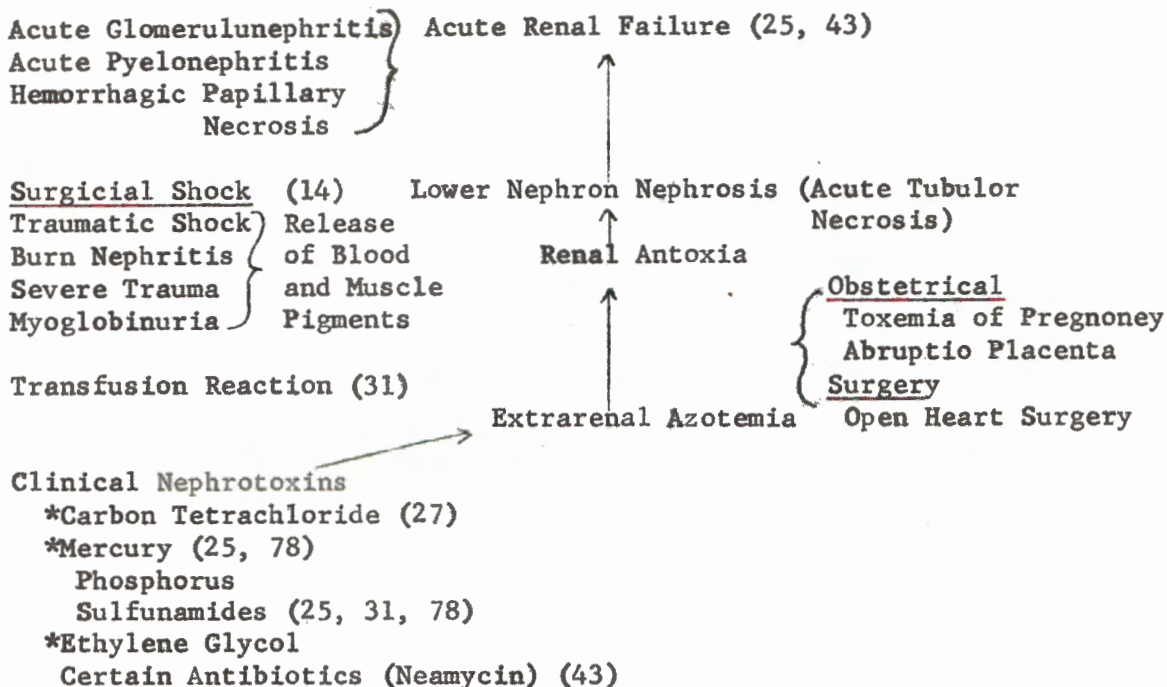 Acute Glomerulunephritis
Acute Pyelonephritis
Hemorrhagic Papillary
Necrosis
Acute Renal Failure (25, 43)
Surgicial Shock (14)
Traumatic Shock
Burn Nephritis
Severe Trauma
Myoglobinuria
Release
of Blood
and Muscle
Pigments
Lower Nephron Nephrosis (Acute Tubulor
Necrosis)
Renal Antoxia
Obstetrical
Toxemia of Pregnoney
Abruptio Placenta
Surgery
Open Heart Surgery
Transfusion Reaction (31)
Extrarenal Azotemia
Clinical Nephrotoxins
*Carbon Tetrachloride (27)
*Mercury (25, 78)
Phosphorus
Sulfunamides (25, 31, 78)
*Ethylene Glycol
Certain Antibiotics (Neamycin) (43)